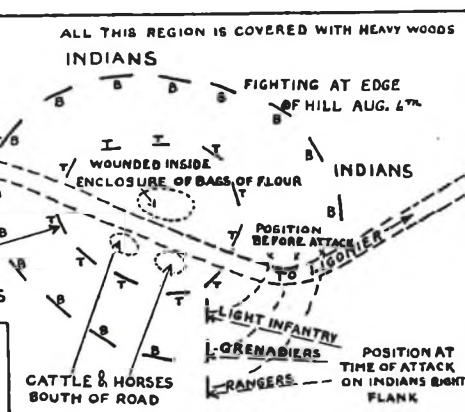 ALL THIS REGION IS COVERED WITH HEAVY WOODS
INDIANS
FIGHTING AT EDGE
OF HILL AUG. 6TH
B
B
B
B
B
B
B
B
T
T
T
T
T
T
WOUNDED INSIDE
ENCLOSURE OF BAGS OF FLOUR
INDIANS
POSITION
BEFORE ATTACK
TO LIGONIER
T
T
T
T
T
B
B
B
B
B
S
LIGHT INFANTRY
GRENADIERS
RANGERS
POSITION AT
TIME OF ATTACK
ON INDIANS RIGHT
FLANK
CATTLE & HORSES
SOUTH OF ROAD